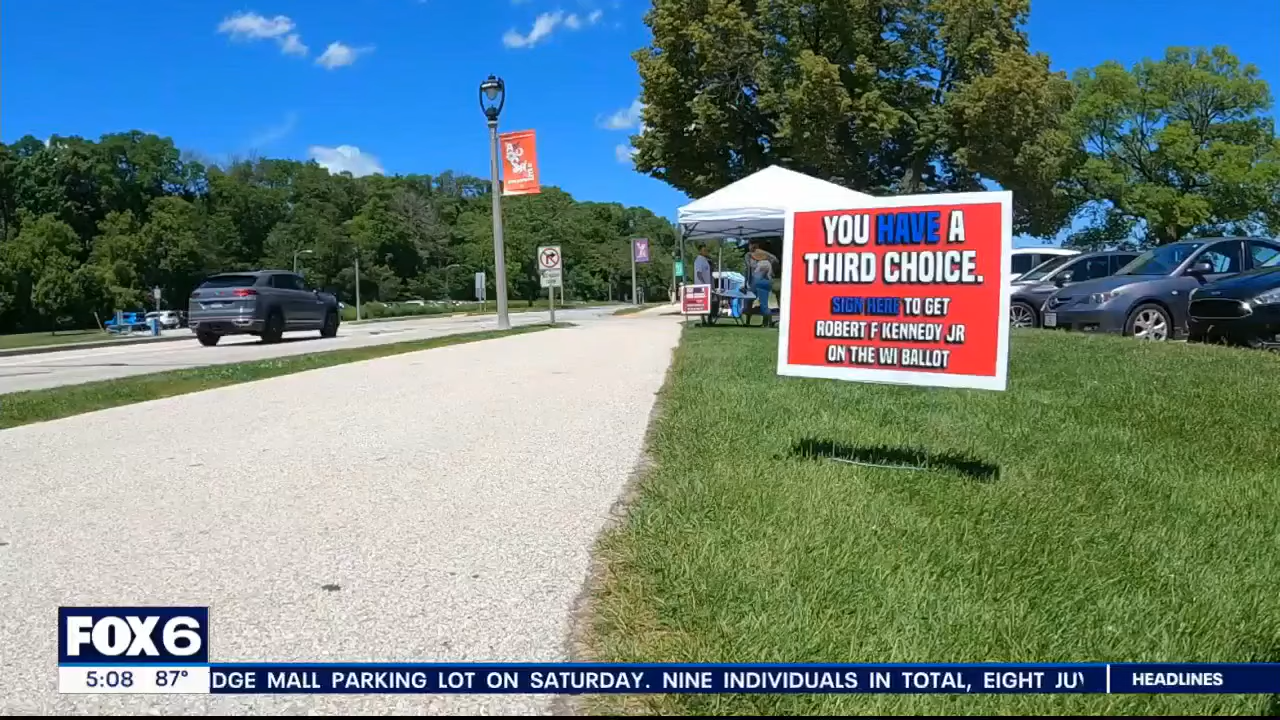 YOU HAVE A
THIRD CHOICE.
SIGN HERE TO GET
ROBERT F KENNEDY JR
ON THE WI BALLOT
FOX6
5:08 87°
DGE MALL PARKING LOT ON SATURDAY. NINE INDIVIDUALS IN TOTAL, EIGHT JU
HEADLINES